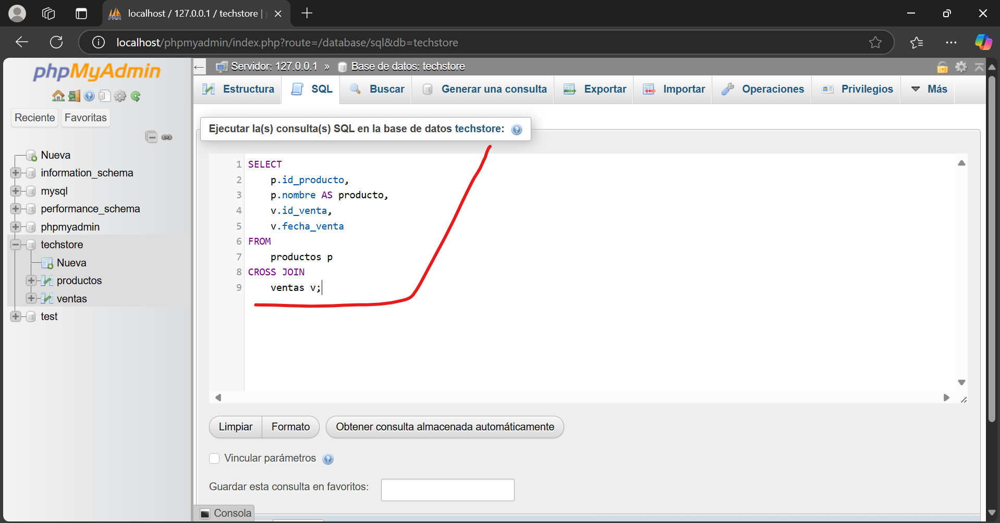 localhost / 127.0.0.1 / techstore |
localhost/phpmyadmin/index.php?route=/database/sql&db=techstore
phpMyAdmin
Reciente Favoritas
Nueva
information_schema
mysql
performance_schema
phpmyadmin
techstore
Nueva
productos
ventas
test
Servidor: 127.0.0.1 » Base de datos: techstore
Estructura SQL Buscar Generar una consulta Exportar Importar Operaciones Privilegios Más
Ejecutar la(s) consulta(s) SQL en la base de datos techstore:
1 SELECT
2 p.id_producto,
3 p.nombre AS producto,
4 v.id_venta,
5 v.fecha_venta
6 FROM
7 productos p
8 CROSS JOIN
9 ventas v;
Limpiar Formato Obtener consulta almacenada automáticamente
Vincular parámetros
Guardar esta consulta en favoritos:
Consola